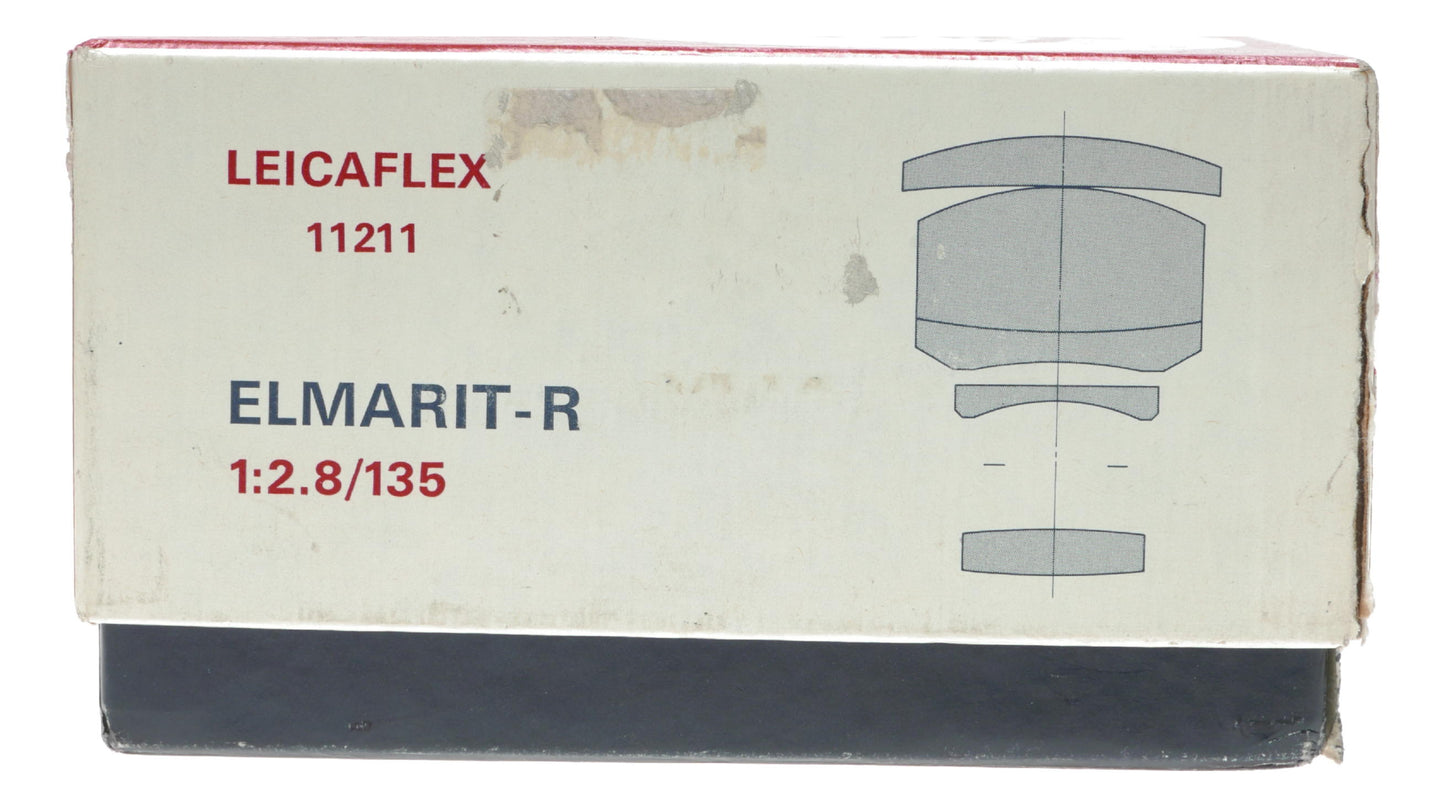 LEICAFLEX
11211
ELMARIT-R
1:2.8/135